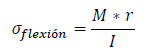 σ_flexión = (M * r) / I